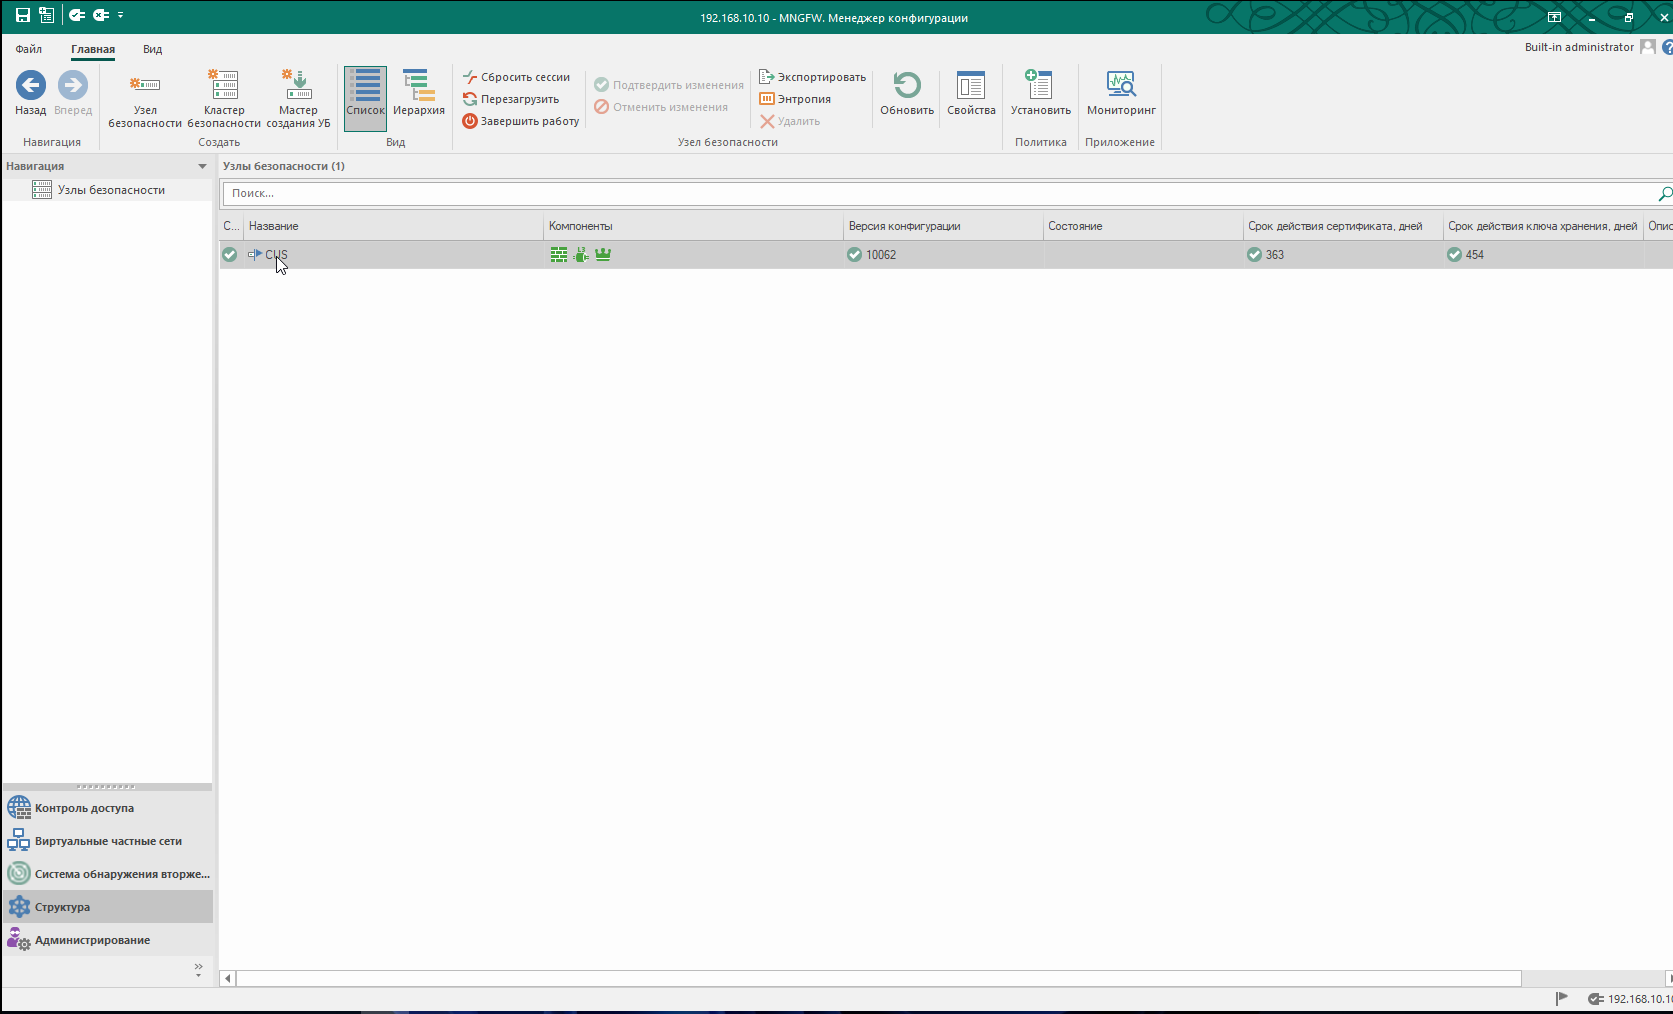 192.168.10.10 - MNGFW. Менеджер конфигурации
Файл Главная Вид
Built-in administrator
Назад Вперед
Навигация
Узел безопасности
Кластер безопасности
Мастер создания УБ
Создать
Список Иерархия
Вид
Сбросить сессии
Перезагрузить
Завершить работу
Подтвердить изменения
Отменить изменения
Экспортировать
Энтропия
Удалить
Узел безопасности
Обновить
Свойства
Установить
Политика
Мониторинг
Приложение
Навигация
Узлы безопасности
Узлы безопасности (1)
Поиск...
С... Название Компоненты Версия конфигурации Состояние Срок действия сертификата, дней Срок действия ключа хранения, дней Опис
CUS L3 10062 363 454
Контроль доступа
Виртуальные частные сети
Система обнаружения вторже...
Структура
Администрирование
192.168.10.10